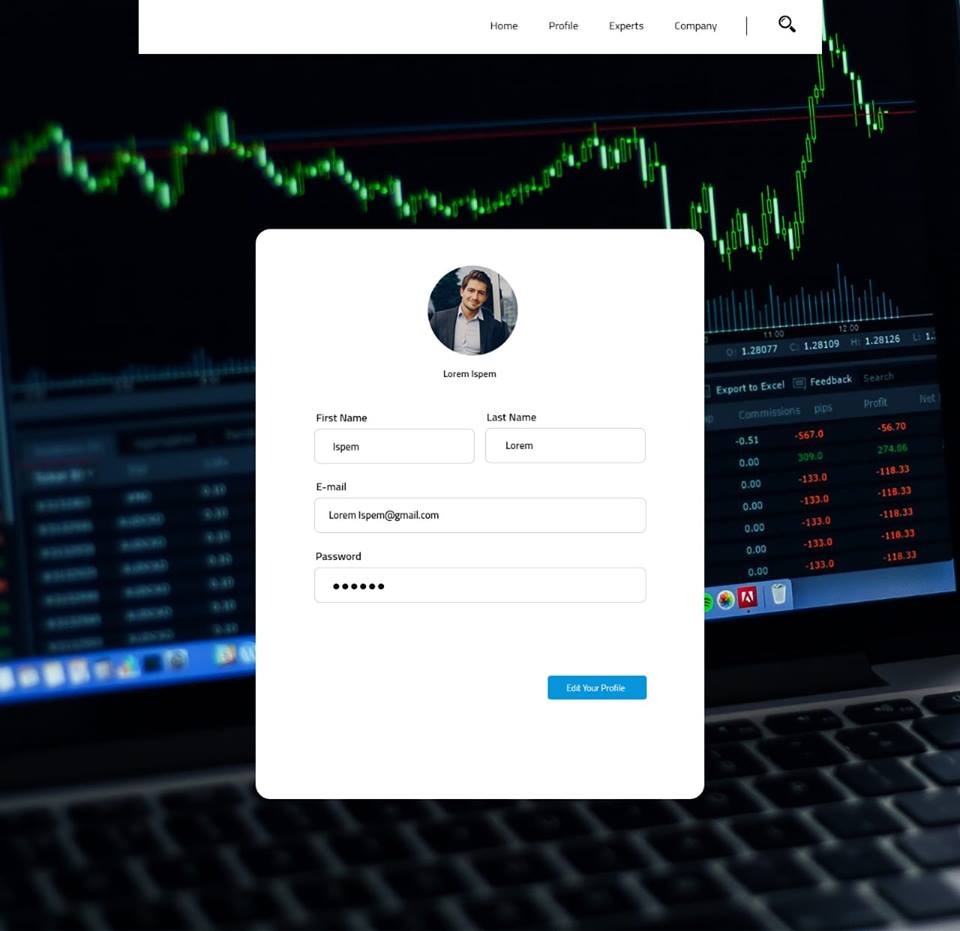 Home Profile Experts Company
11:00 12:00
O: 1.28077 C: 1.28109 H: 1.28126 L: 1.
Export to Excel Feedback Search
Commissions pips Profit Net
-0.51 -567.0 -56.70
0.00 309.0 274.86
0.00 -133.0 -118.33
0.00 -133.0 -118.33
0.00 -133.0 -118.33
0.00 -133.0 -118.33
0.00 -133.0 -118.33
Lorem Ispem
First Name Last Name
Ispem Lorem
E-mail
Lorem Ispem@gmail.com
Password
Edit Your Profile